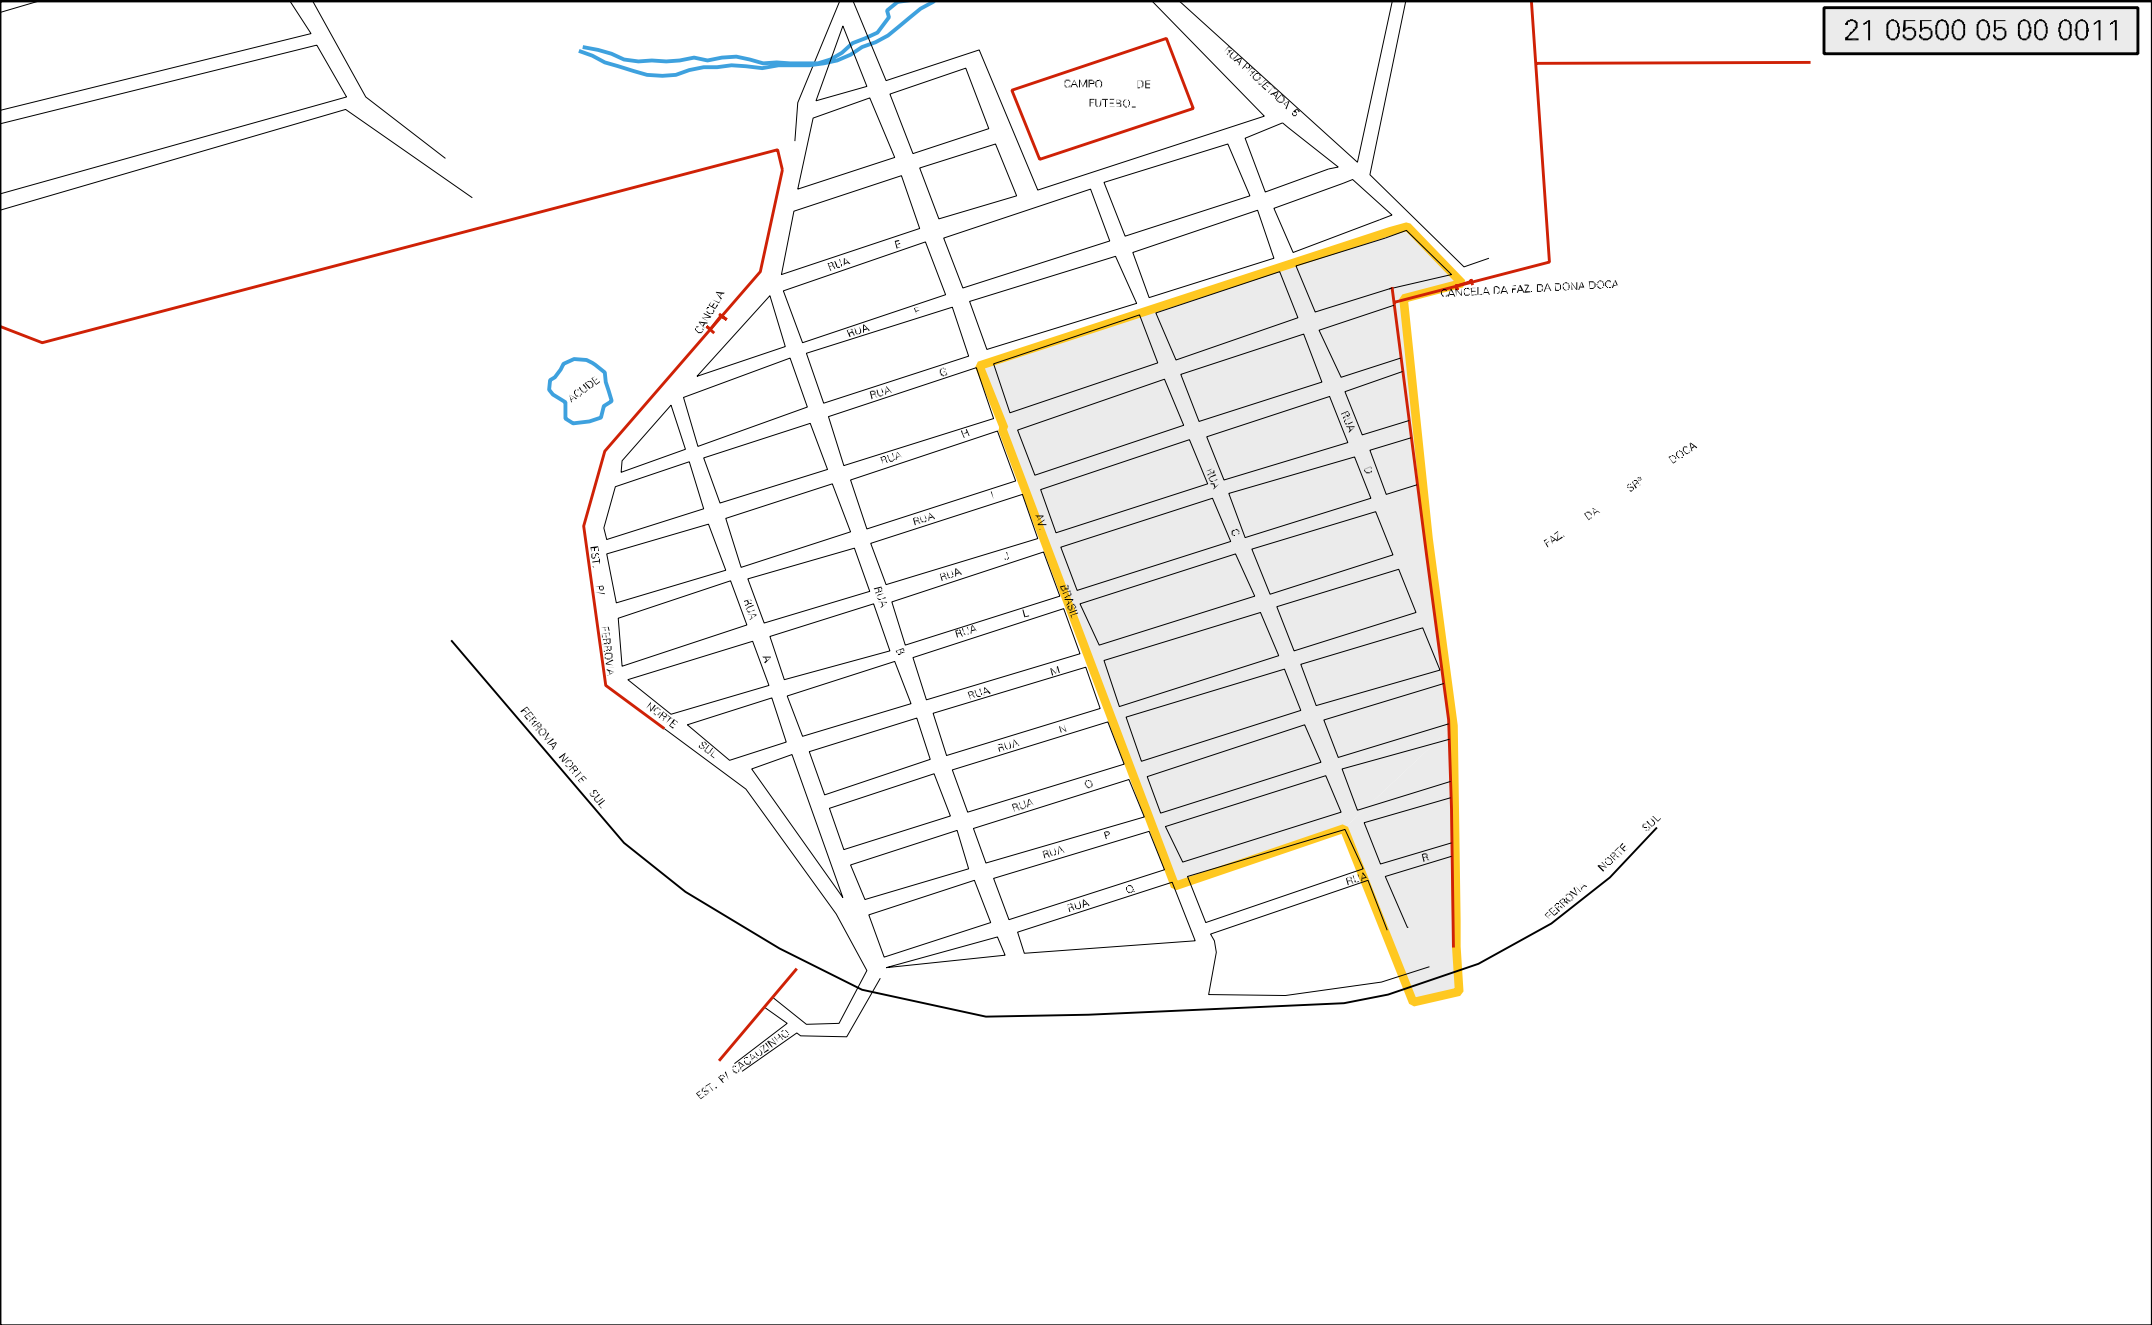 21 05500 05 00 0011
RUA PROJETADA 5
CAMPO DE
FUTEBOL
RUA E
CANCELA
CANCELA DA FAZ. DA DONA DOCA
RUA F
ACUDE
RUA G
RUA H
RUA I
RUA J
RUA L
RUA M
RUA N
RUA O
RUA P
RUA Q
RUA R
RUA A
RUA B
AV BRASIL
RUA C
RUA D
FAZ. DA SRª DOCA
EST. P/ FERROVIA NORTE SUL
FERROVIA NORTE SUL
FERROVIA NORTE SUL
EST. P/ CACAUZINHO